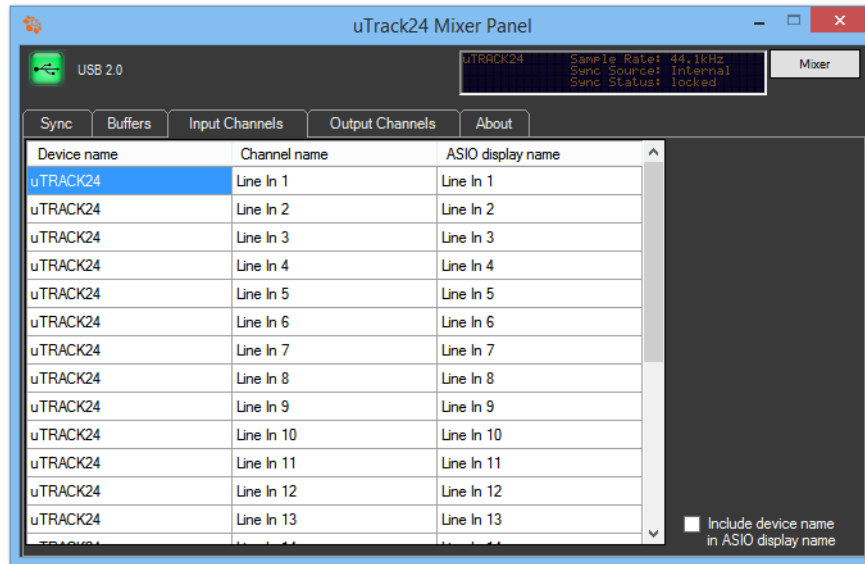 uTrack24 Mixer Panel
USB 2.0
uTRACK24 Sample Rate: 44.1kHz
Sync Source: Internal
Sync Status: locked
Mixer
Sync Buffers Input Channels Output Channels About
Device name Channel name ASIO display name
uTRACK24 Line In 1 Line In 1
uTRACK24 Line In 2 Line In 2
uTRACK24 Line In 3 Line In 3
uTRACK24 Line In 4 Line In 4
uTRACK24 Line In 5 Line In 5
uTRACK24 Line In 6 Line In 6
uTRACK24 Line In 7 Line In 7
uTRACK24 Line In 8 Line In 8
uTRACK24 Line In 9 Line In 9
uTRACK24 Line In 10 Line In 10
uTRACK24 Line In 11 Line In 11
uTRACK24 Line In 12 Line In 12
uTRACK24 Line In 13 Line In 13
Include device name
in ASIO display name